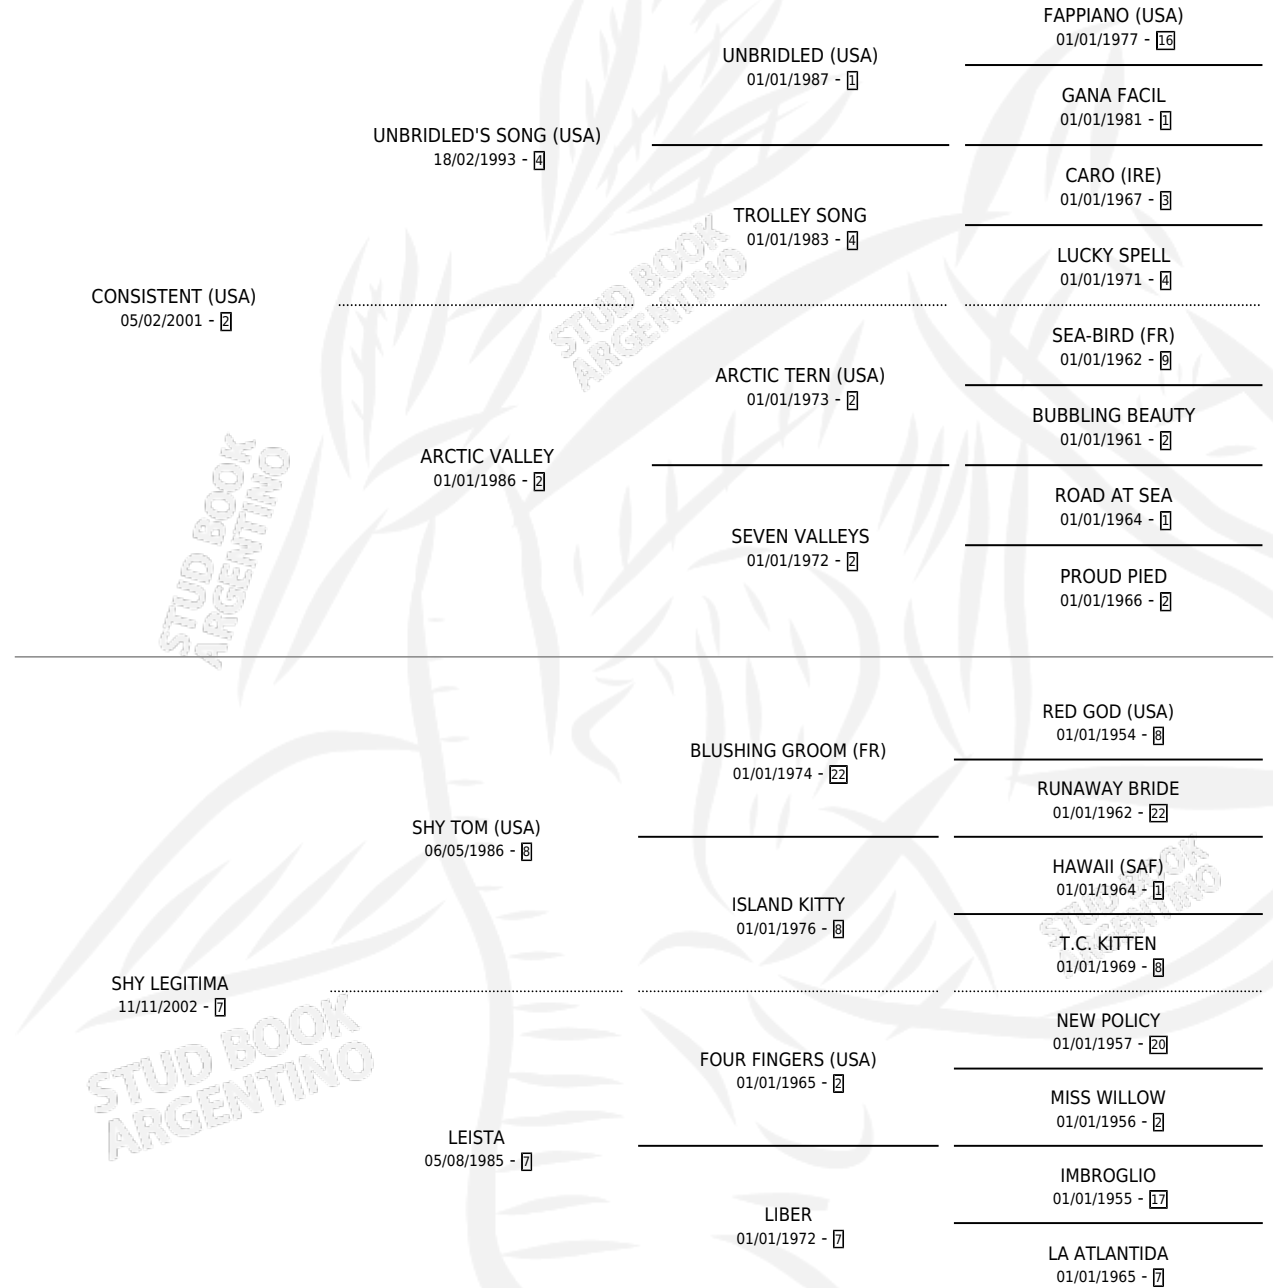 FAPPIANO (USA)
01/01/1977 - 16
UNBRIDLED (USA)
01/01/1987 - 1
GANA FACIL
01/01/1981 - 1
UNBRIDLED'S SONG (USA)
18/02/1993 - 4
CARO (IRE)
01/01/1967 - 3
TROLLEY SONG
01/01/1983 - 4
LUCKY SPELL
01/01/1971 - 4
CONSISTENT (USA)
05/02/2001 - 2
SEA-BIRD (FR)
01/01/1962 - 9
ARCTIC TERN (USA)
01/01/1973 - 2
BUBBLING BEAUTY
01/01/1961 - 2
ARCTIC VALLEY
01/01/1986 - 2
ROAD AT SEA
01/01/1964 - 1
SEVEN VALLEYS
01/01/1972 - 2
PROUD PIED
01/01/1966 - 2
RED GOD (USA)
01/01/1954 - 8
BLUSHING GROOM (FR)
01/01/1974 - 22
RUNAWAY BRIDE
01/01/1962 - 22
SHY TOM (USA)
06/05/1986 - 8
HAWAII (SAF)
01/01/1964 - 1
ISLAND KITTY
01/01/1976 - 8
T.C. KITTEN
01/01/1969 - 8
SHY LEGITIMA
11/11/2002 - 7
NEW POLICY
01/01/1957 - 20
FOUR FINGERS (USA)
01/01/1965 - 2
MISS WILLOW
01/01/1956 - 2
LEISTA
05/08/1985 - 7
IMBROGLIO
01/01/1955 - 17
LIBER
01/01/1972 - 7
LA ATLANTIDA
01/01/1965 - 7
STUD BOOK
ARGENTINO
STUD BOOK
ARGENTINO
STUD BOOK
ARGENTINO
STUD BOOK
ARGENTINO